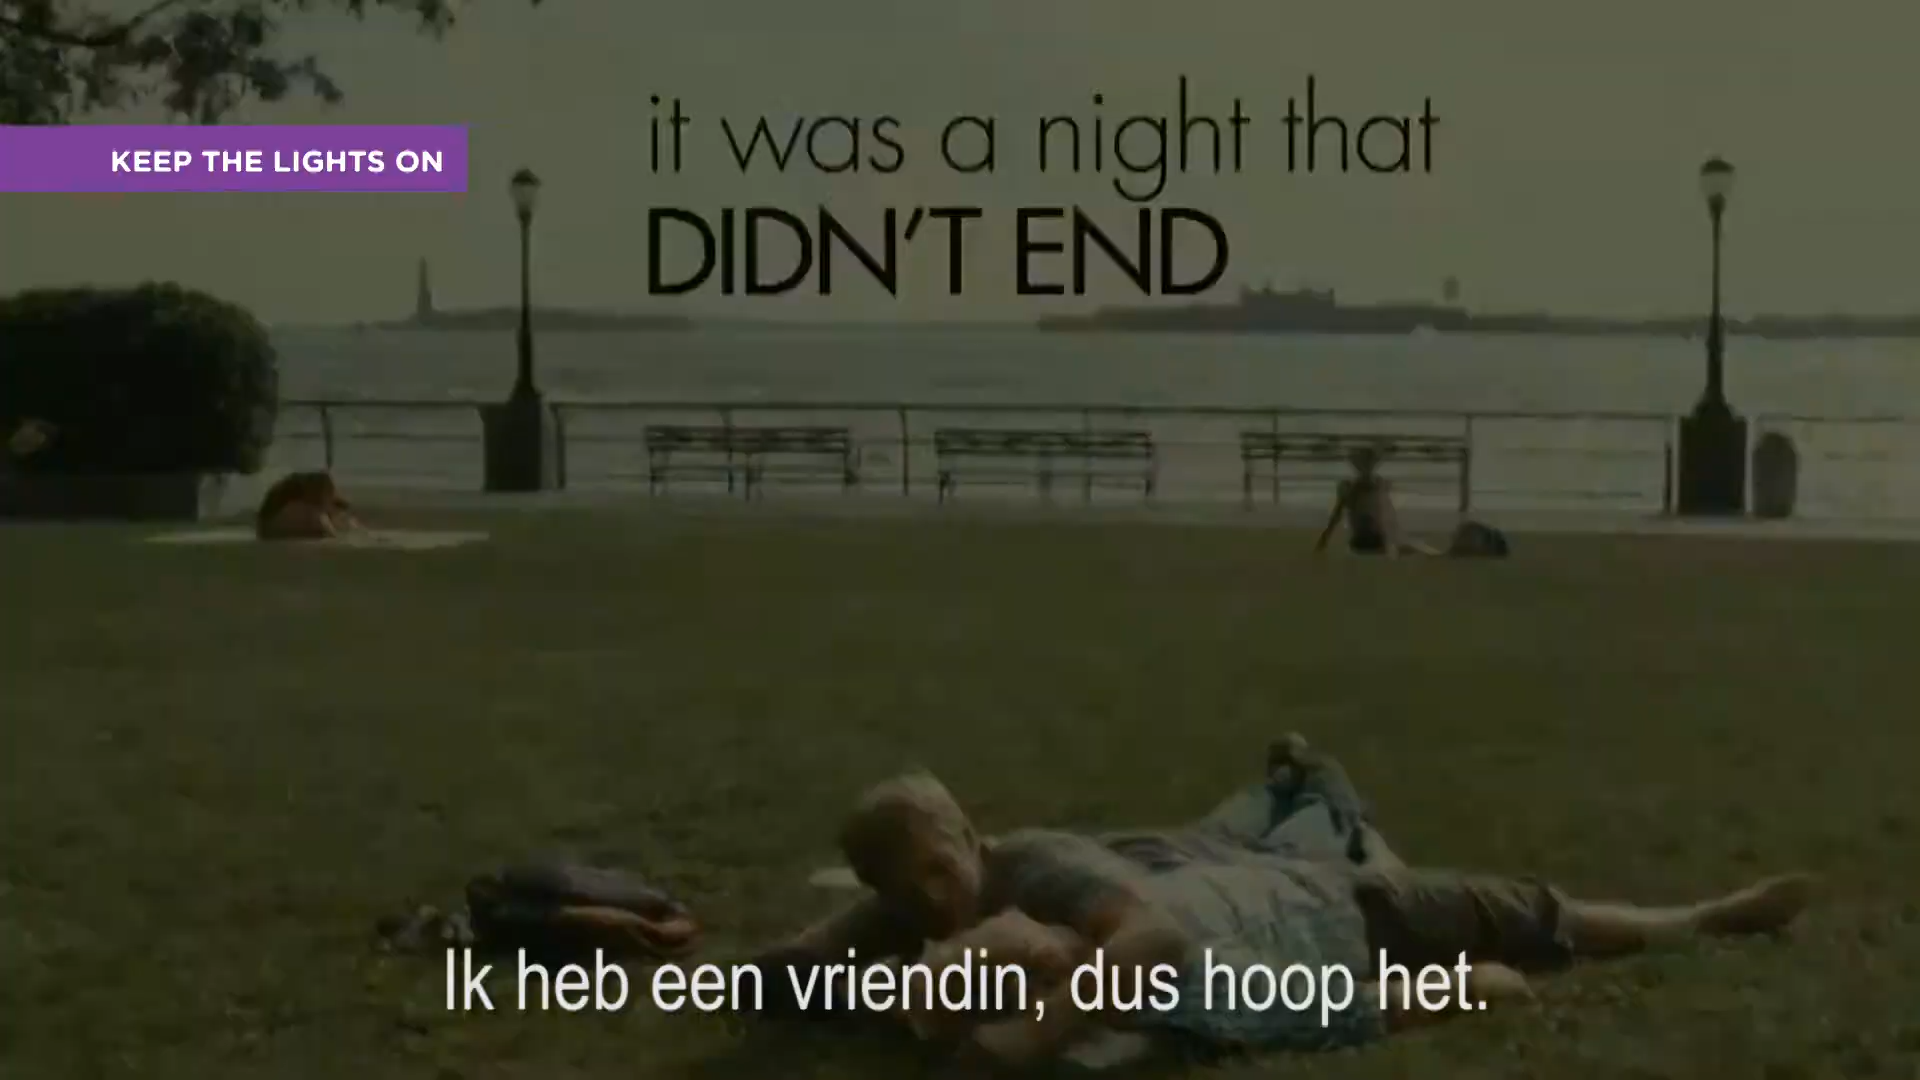 KEEP THE LIGHTS ON
it was a night that
DIDN'T END
Ik heb een vriendin, dus hoop het.